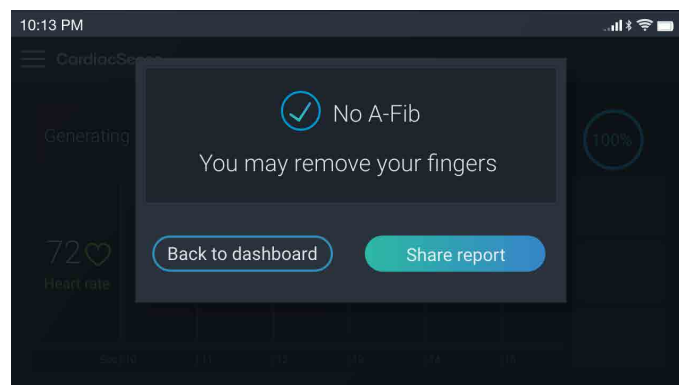 10:13 PM
CardiacSc
No A-Fib
Generating
100%
You may remove your fingers
72
Back to dashboard
Share report
Heart rate